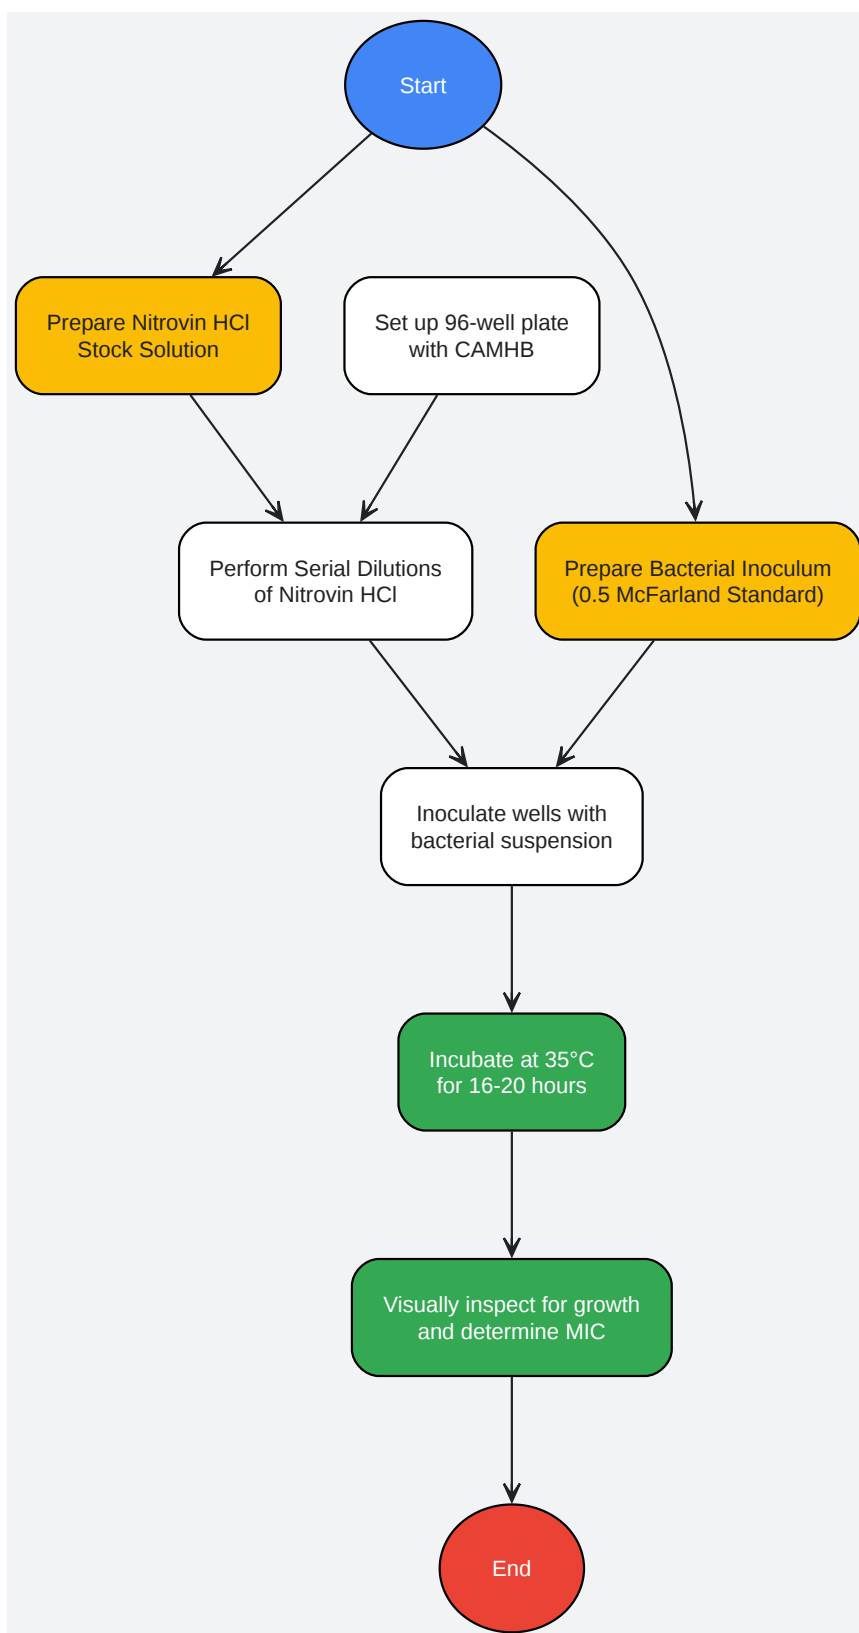 Start
Prepare Nitrovin HCl
Stock Solution
Set up 96-well plate
with CAMHB
Perform Serial Dilutions
of Nitrovin HCl
Prepare Bacterial Inoculum
(0.5 McFarland Standard)
Inoculate wells with
bacterial suspension
Incubate at 35°C
for 16-20 hours
Visually inspect for growth
and determine MIC
End